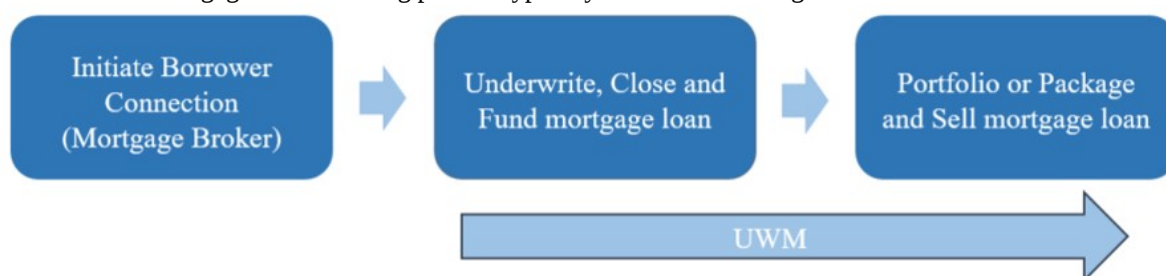 Initiate Borrower
Connection
(Mortgage Broker)
Underwrite, Close and
Fund mortgage loan
Portfolio or Package
and Sell mortgage loan
UWM